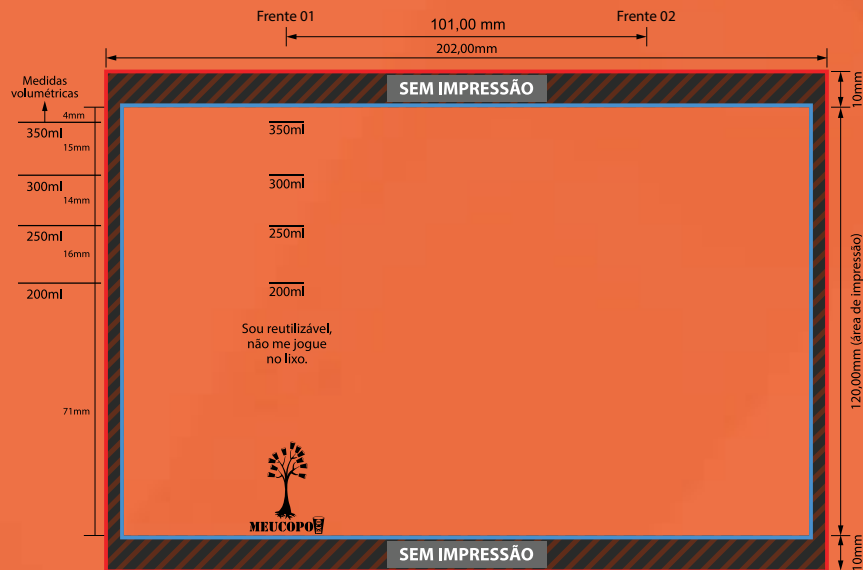 Frente 01
Frente 02
101,00 mm
202,00mm
Medidas
volumétricas
SEM IMPRESSÃO
10mm
4mm
350ml
350ml
15mm
300ml
300ml
14mm
250ml
250ml
16mm
200ml
200ml
Sou reutilizável,
não me jogue
no lixo.
120,00mm (área de impressão)
71mm
MEUCOPO
SEM IMPRESSÃO
10mm